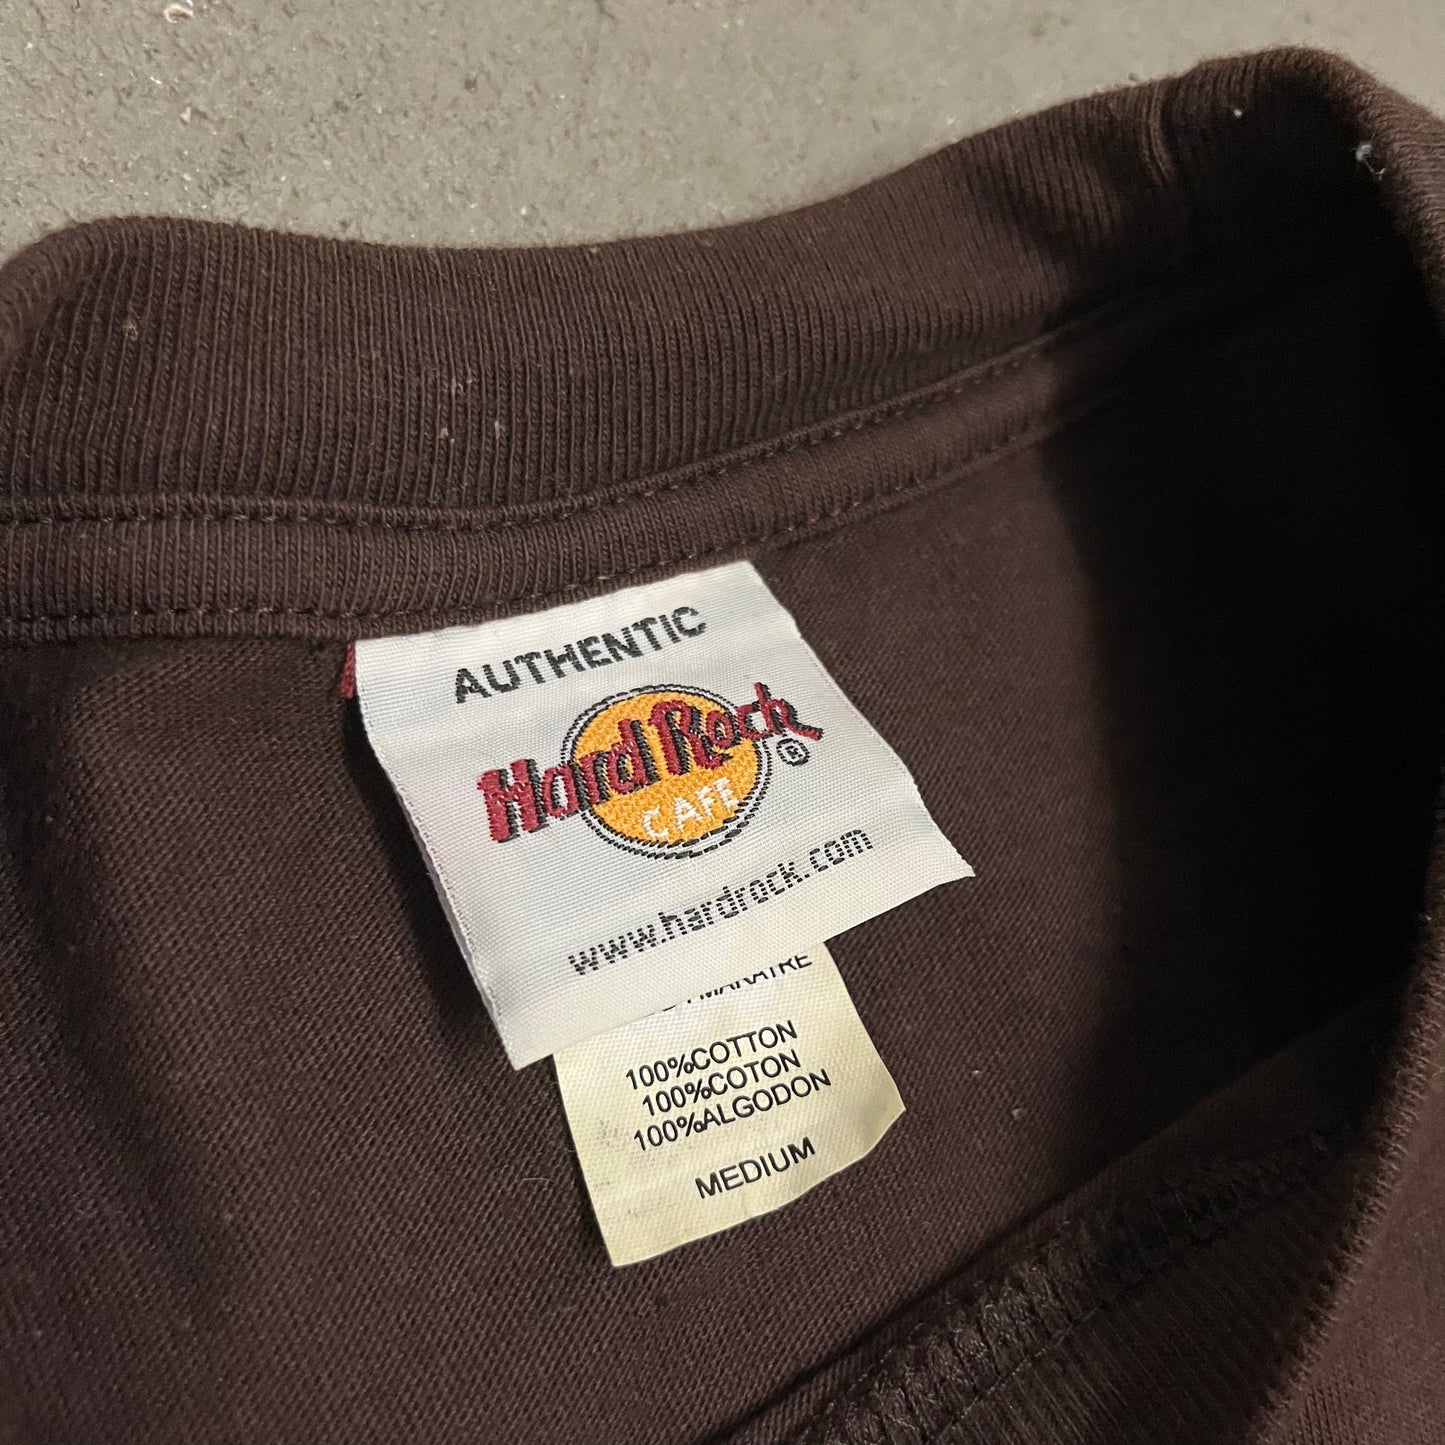 AUTHENTIC
Hard Rock ®
CAFE
www.hardrock.com
100%COTTON
100%COTON
100%ALGODON
MEDIUM